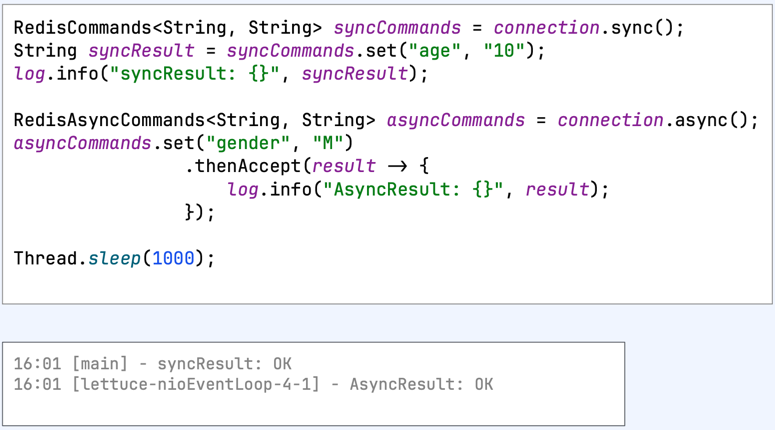 RedisCommands<String, String> syncCommands = connection.sync();
String syncResult = syncCommands.set("age", "10");
log.info("syncResult: {}", syncResult);
RedisAsyncCommands<String, String> asyncCommands = connection.async();
asyncCommands.set("gender", "M")
.thenAccept(result -> {
log.info("AsyncResult: {}", result);
});
Thread.sleep(1000);
16:01 [main] - syncResult: OK
16:01 [lettuce-nioEventLoop-4-1] - AsyncResult: OK